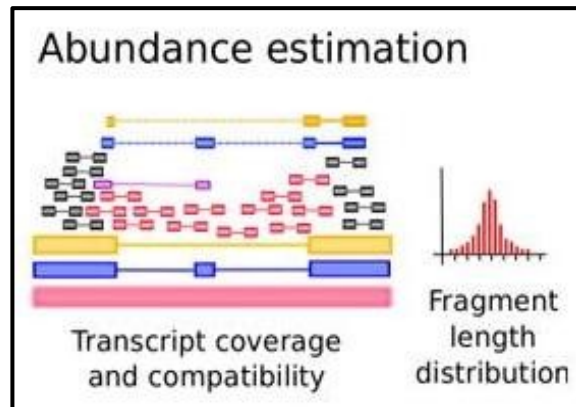 Abundance estimation
Transcript coverage
and compatibility
Fragment
length
distribution